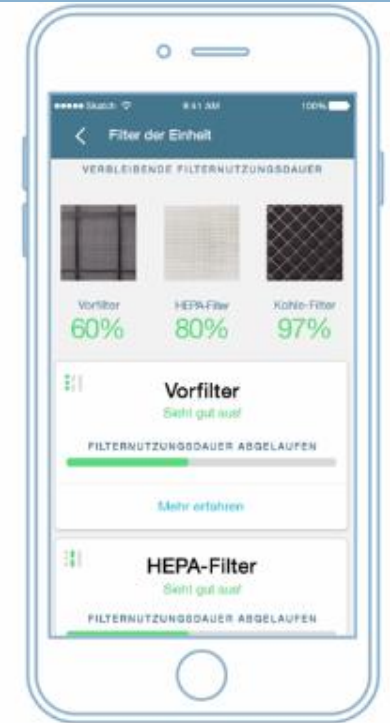 Sketch 9:41 AM 100%
Filter der Einheit
VERBLEIBENDE FILTERNUTZUNGSDAUER
Vorfilter HEPA-Filter Kohle-Filter
60% 80% 97%
Vorfilter
Sieht gut aus!
FILTERNUTZUNGSDAUER ABGELAUFEN
Mehr erfahren
HEPA-Filter
Sieht gut aus!
FILTERNUTZUNGSDAUER ABGELAUFEN